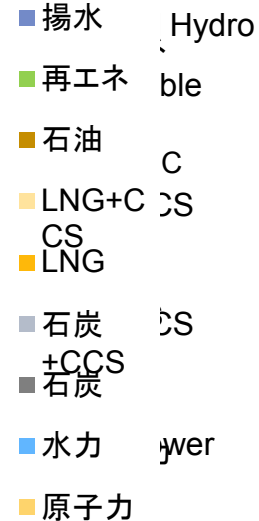 揚水 Hydro
再エネ ble
石油
C
LNG+C CS
CS
LNG
石炭 CS
+CCS
石炭
水力 wer
原子力